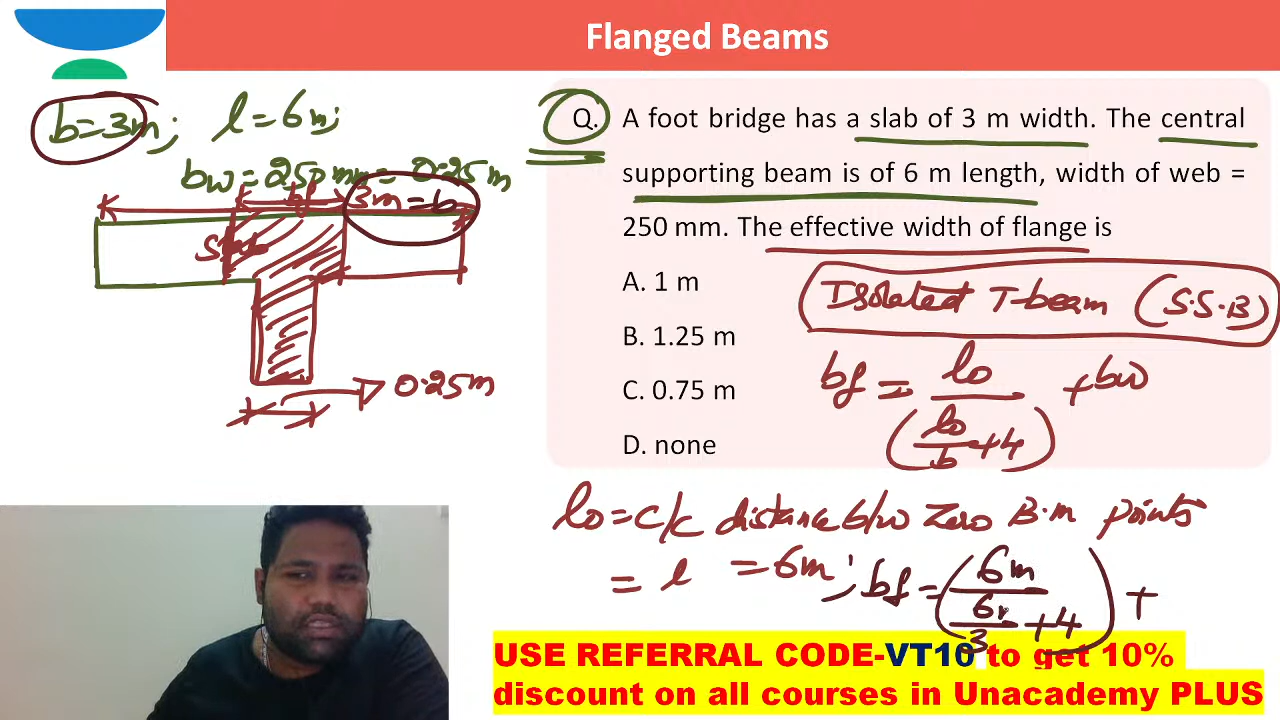 Flanged Beams
b=3m; l=6m;
bw=250mm=0.25m
bf 3m=b
Slab
0.25m
Q. A foot bridge has a slab of 3 m width. The central
supporting beam is of 6 m length, width of web =
250 mm. The effective width of flange is
A. 1 m
B. 1.25 m
C. 0.75 m
D. none
Isolated T-beam (S.S.B)
bf = lo/(lo/b+4) + bw
lo = c/c distance b/w zero B.M points
= l = 6m; bf = (6m/(6m/3+4)) +
USE REFERRAL CODE-VT10 to get 10%
discount on all courses in Unacademy PLUS